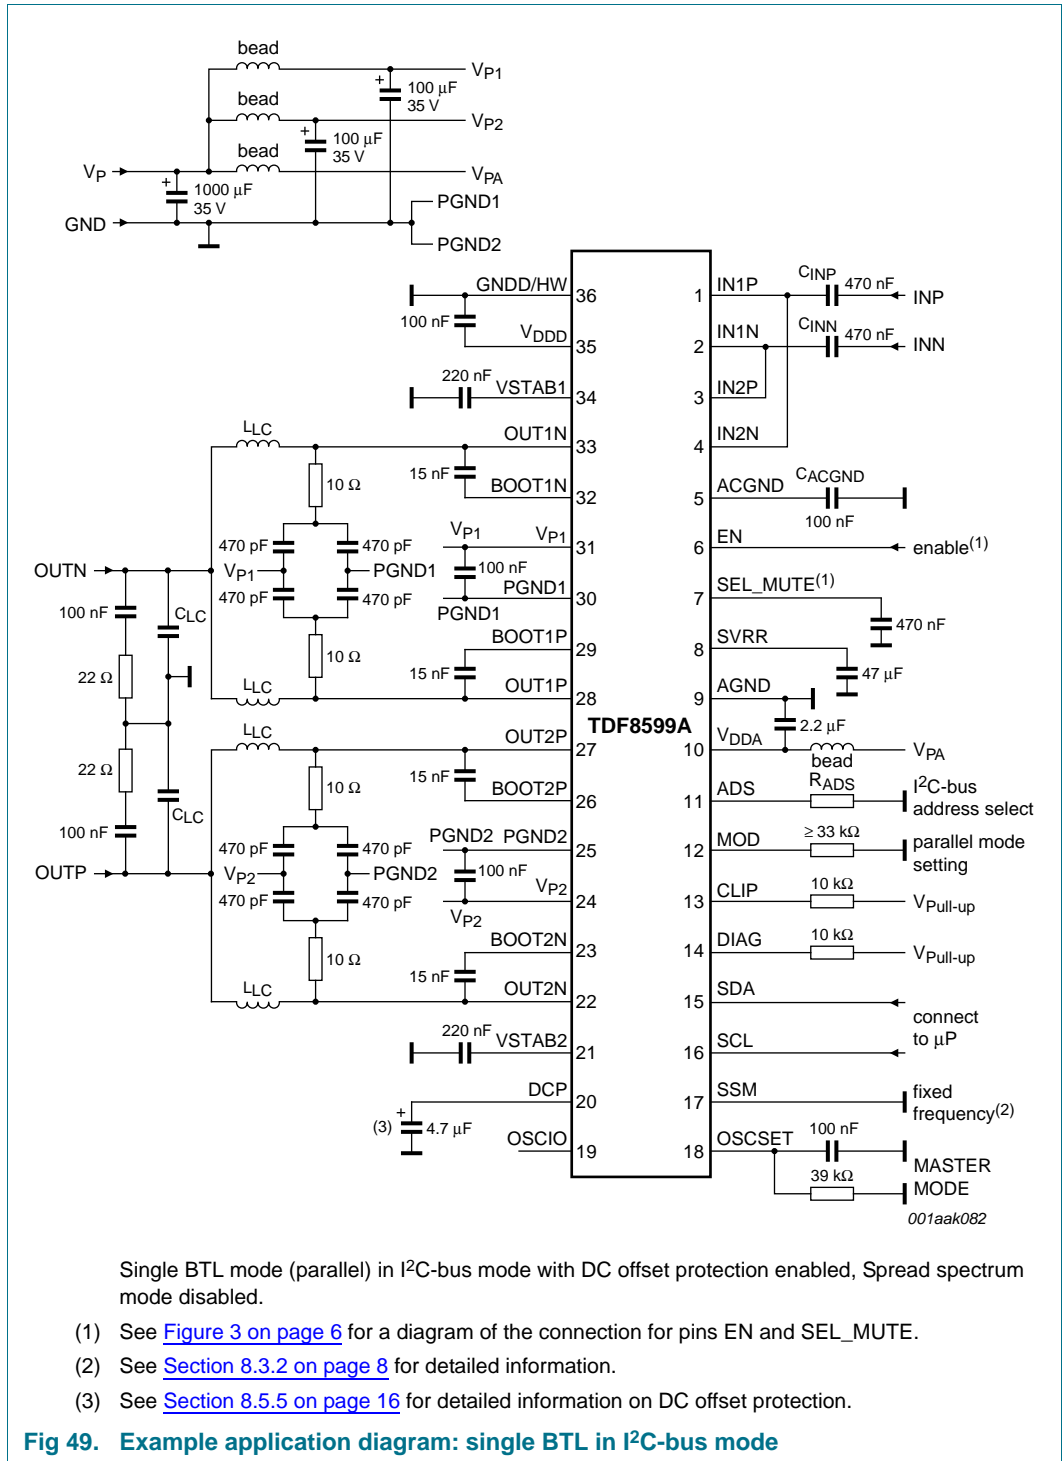 bead
VP1
+
100 μF
35 V
bead
VP2
+
100 μF
35 V
bead
VP
VPA
+
1000 μF
35 V
PGND1
GND
PGND2
GNDD/HW
36
1
IN1P
CINP
470 nF
INP
100 nF
VDDD
35
2
IN1N
CINN
470 nF
INN
220 nF
VSTAB1
34
3
IN2P
LLC
OUT1N
33
4
IN2N
15 nF
10 Ω
BOOT1N
32
5
ACGND
CACGND
100 nF
470 pF
470 pF
VP1
VP1
31
6
EN
enable(1)
OUTN
VP1
PGND1
100 nF
470 pF
470 pF
PGND1
30
PGND1
7
SEL_MUTE(1)
470 nF
100 nF
CLC
10 Ω
BOOT1P
29
8
SVRR
47 μF
22 Ω
15 nF
LLC
OUT1P
28
9
AGND
TDF8599A
2.2 μF
LLC
OUT2P
27
10
VDDA
bead
VPA
22 Ω
10 Ω
15 nF
BOOT2P
26
11
ADS
RADS
I2C-bus
address select
100 nF
CLC
470 pF
470 pF
PGND2
PGND2
25
12
MOD
≥ 33 kΩ
parallel mode
setting
OUTP
VP2
PGND2
100 nF
470 pF
470 pF
VP2
24
VP2
13
CLIP
10 kΩ
VPull-up
10 Ω
BOOT2N
23
14
DIAG
10 kΩ
VPull-up
15 nF
LLC
OUT2N
22
15
SDA
connect
to μP
220 nF
VSTAB2
21
16
SCL
DCP
20
17
SSM
fixed
frequency(2)
(3)
+
4.7 μF
OSCIO
19
18
OSCSET
100 nF
39 kΩ
MASTER
MODE
001aak082
Single BTL mode (parallel) in I2C-bus mode with DC offset protection enabled, Spread spectrum
mode disabled.
(1) See Figure 3 on page 6 for a diagram of the connection for pins EN and SEL_MUTE.
(2) See Section 8.3.2 on page 8 for detailed information.
(3) See Section 8.5.5 on page 16 for detailed information on DC offset protection.
Fig 49. Example application diagram: single BTL in I2C-bus mode